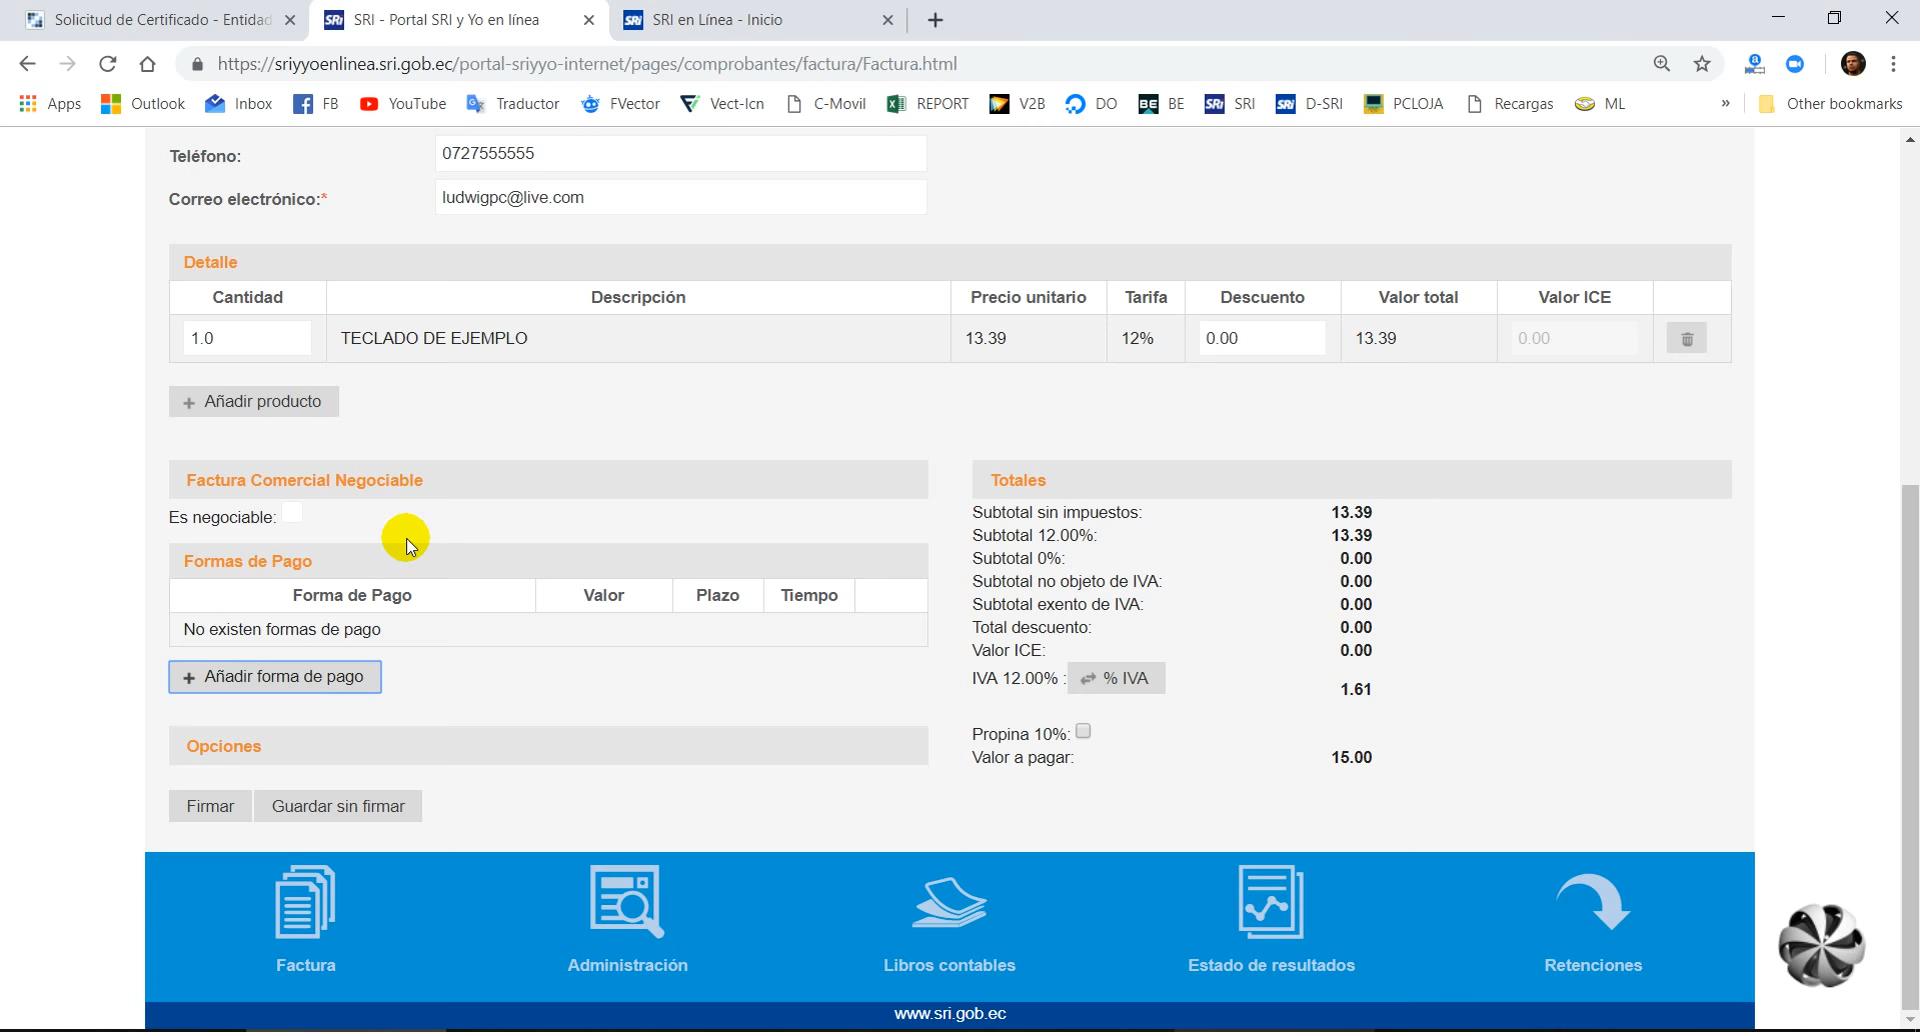 Solicitud de Certificado - Entidad
SRi SRI - Portal SRI y Yo en línea
SRi SRI en Línea - Inicio
https://sriyyoenlinea.sri.gob.ec/portal-sriyyo-internet/pages/comprobantes/factura/Factura.html
Apps Outlook Inbox FB YouTube Traductor FVector Vect-Icn C-Movil REPORT V2B DO BE BE SRi SRI SRi D-SRI PCLOJA Recargas ML » Other bookmarks
Teléfono: 0727555555
Correo electrónico:* ludwigpc@live.com
Detalle
Cantidad Descripción Precio unitario Tarifa Descuento Valor total Valor ICE
1.0 TECLADO DE EJEMPLO 13.39 12% 0.00 13.39 0.00
+ Añadir producto
Factura Comercial Negociable
Es negociable:
Formas de Pago
Forma de Pago Valor Plazo Tiempo
No existen formas de pago
+ Añadir forma de pago
Opciones
Firmar Guardar sin firmar
Totales
Subtotal sin impuestos: 13.39
Subtotal 12.00%: 13.39
Subtotal 0%: 0.00
Subtotal no objeto de IVA: 0.00
Subtotal exento de IVA: 0.00
Total descuento: 0.00
Valor ICE: 0.00
IVA 12.00% : % IVA 1.61
Propina 10%:
Valor a pagar: 15.00
Factura Administración Libros contables Estado de resultados Retenciones
www.sri.gob.ec